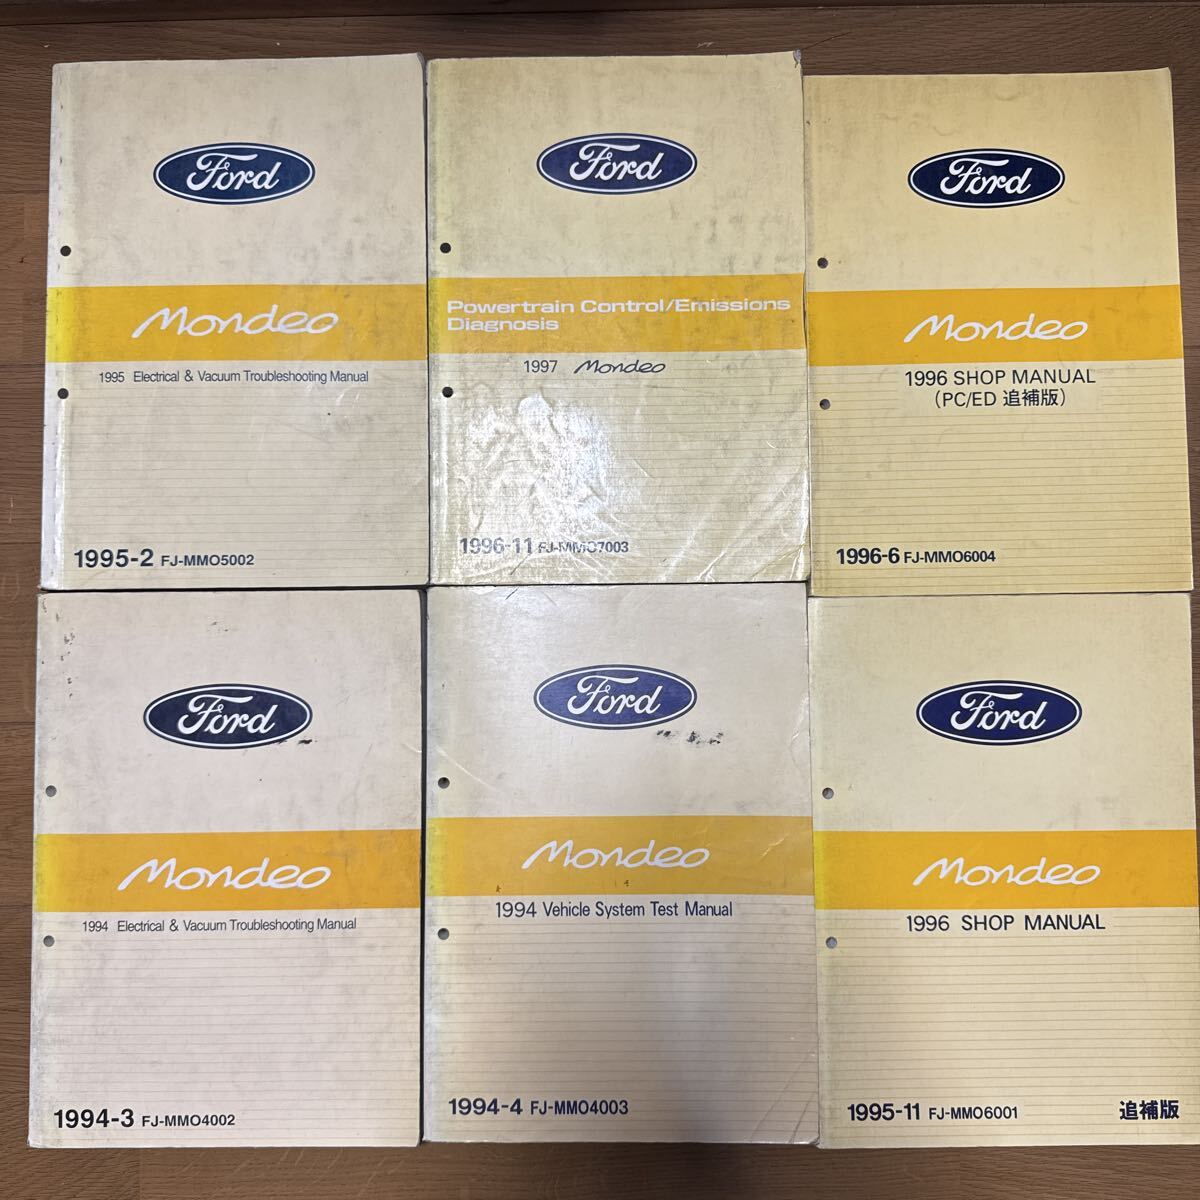 Ford
Mondeo
1995 Electrical & Vacuum Troubleshooting Manual
1995-2 FJ-MMO5002
Ford
Powertrain Control/Emissions
Diagnosis
1997 Mondeo
1996-11 FJ-MMO7003
Ford
Mondeo
1996 SHOP MANUAL
(PC/ED 追補版)
1996-6 FJ-MMO6004
Ford
Mondeo
1994 Electrical & Vacuum Troubleshooting Manual
1994-3 FJ-MMO4002
Ford
Mondeo
1994 Vehicle System Test Manual
1994-4 FJ-MMO4003
Ford
Mondeo
1996 SHOP MANUAL
1995-11 FJ-MMO6001 追補版